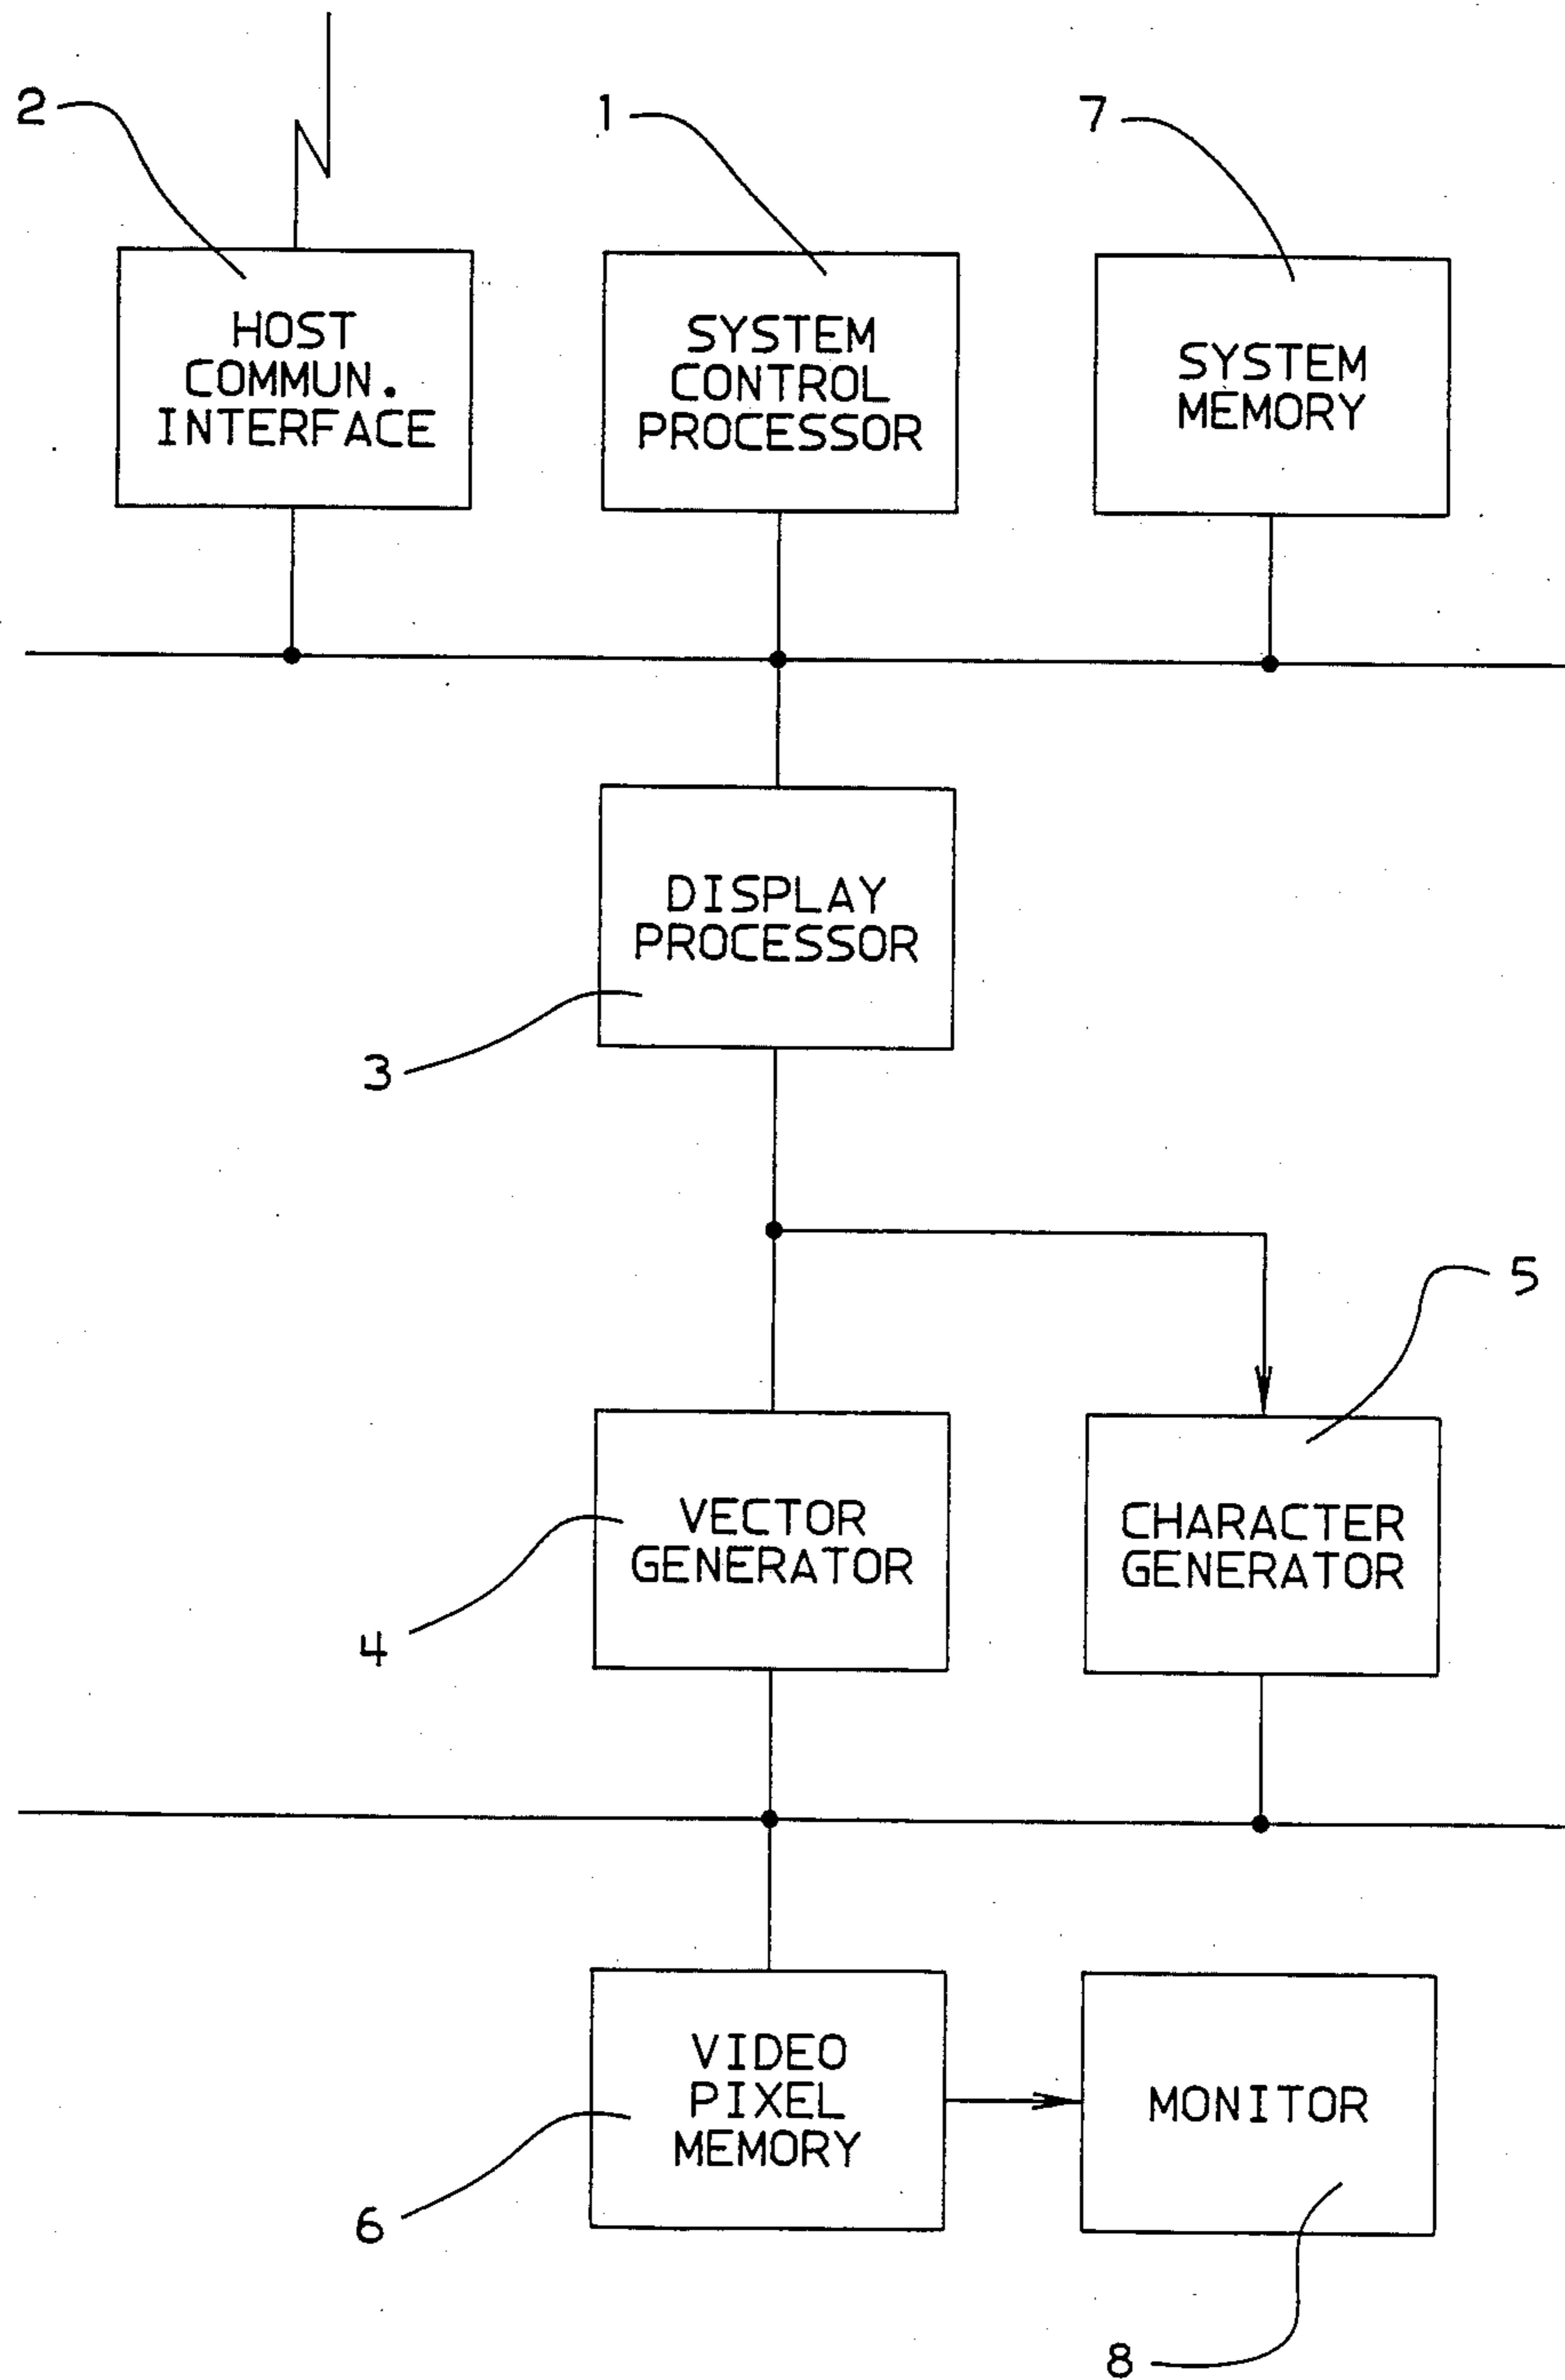 2
1
7
HOST
COMMUN.
INTERFACE
SYSTEM
CONTROL
PROCESSOR
SYSTEM
MEMORY
DISPLAY
PROCESSOR
3
5
VECTOR
GENERATOR
CHARACTER
GENERATOR
4
VIDEO
PIXEL
MEMORY
MONITOR
6
8